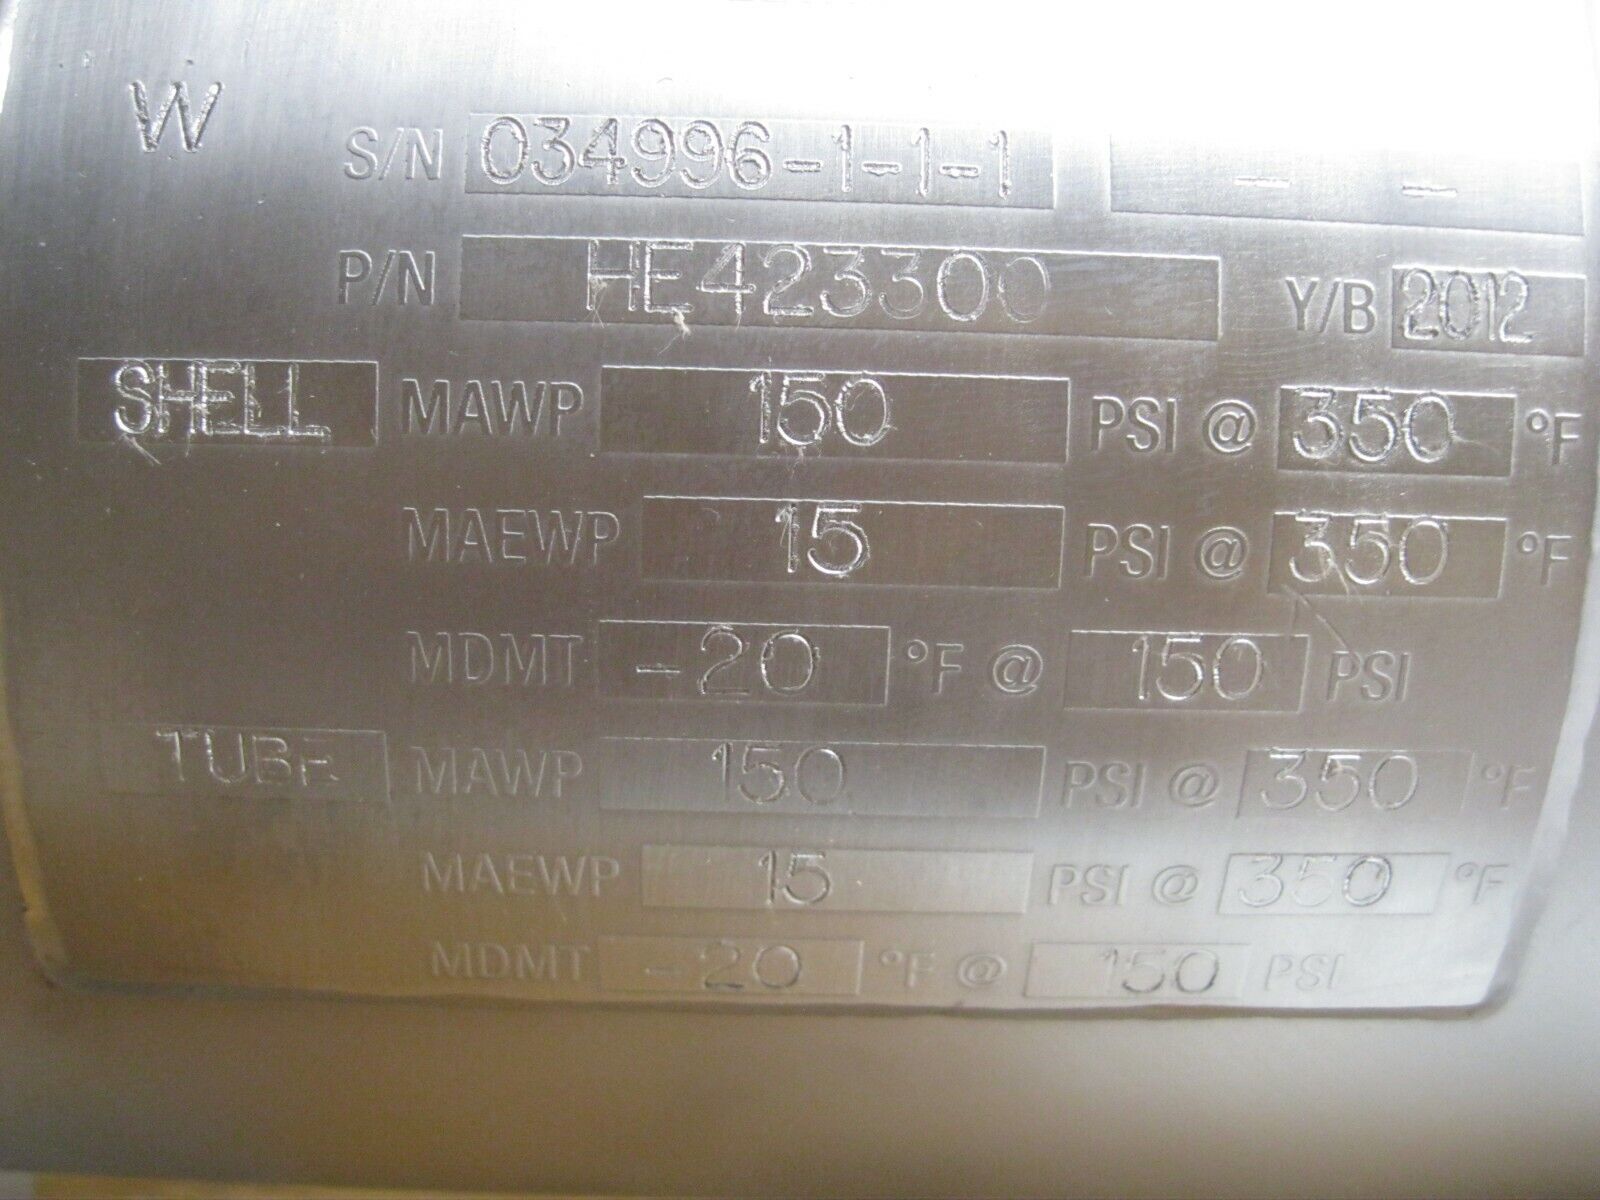 W
S/N 034996-1-1-1 - -
P/N HE423300 Y/B 2012
SHELL MAWP 150 PSI @ 350 °F
MAEWP 15 PSI @ 350 °F
MDMT -20 °F @ 150 PSI
TUBE MAWP 150 PSI @ 350 °F
MAEWP 15 PSI @ 350 °F
MDMT -20 °F @ 150 PSI